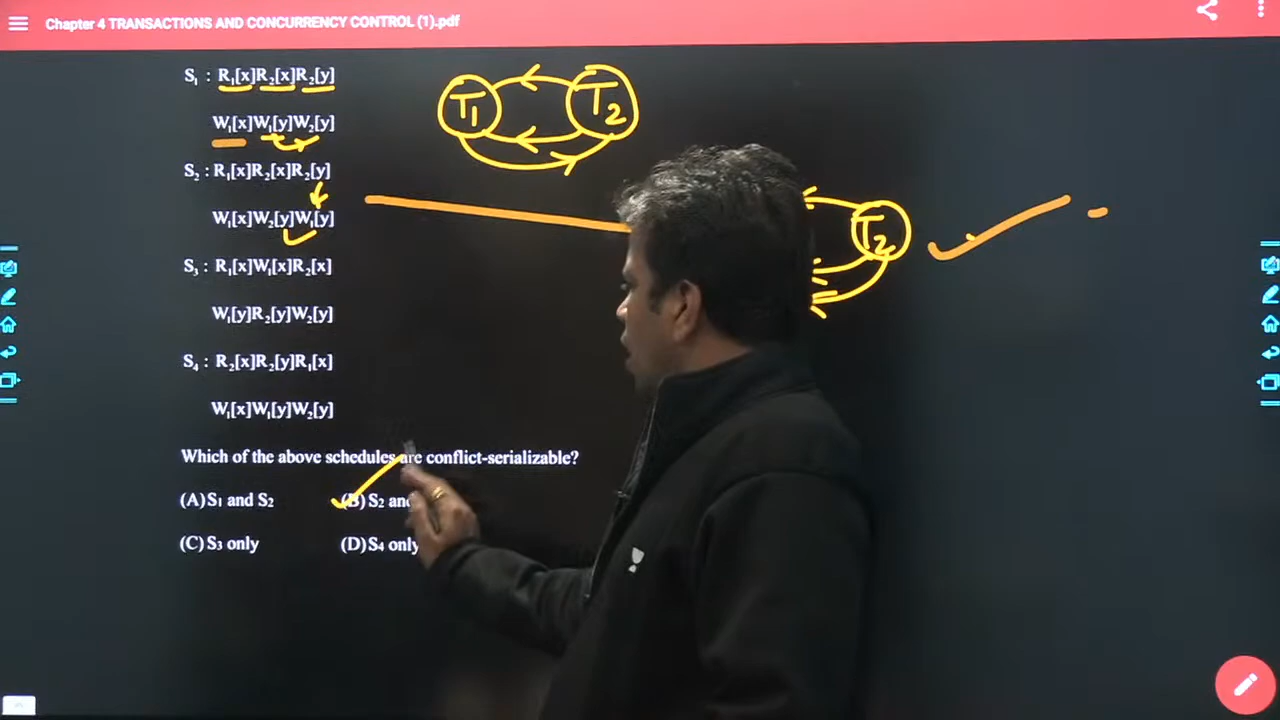 Chapter 4 TRANSACTIONS AND CONCURRENCY CONTROL (1).pdf
S₁ : R₁[x]R₂[x]R₂[y]
W₁[x]W₁[y]W₂[y]
S₂ : R₁[x]R₂[x]R₂[y]
W₁[x]W₂[y]W₁[y]
S₃ : R₁[x]W₁[x]R₂[x]
W₁[y]R₂[y]W₂[y]
S₄ : R₂[x]R₂[y]R₁[x]
W₁[x]W₁[y]W₂[y]
Which of the above schedules are conflict-serializable?
(A) S₁ and S₂
(B) S₂ and
(C) S₃ only
(D) S₄ only
T₁
T₂
T₂